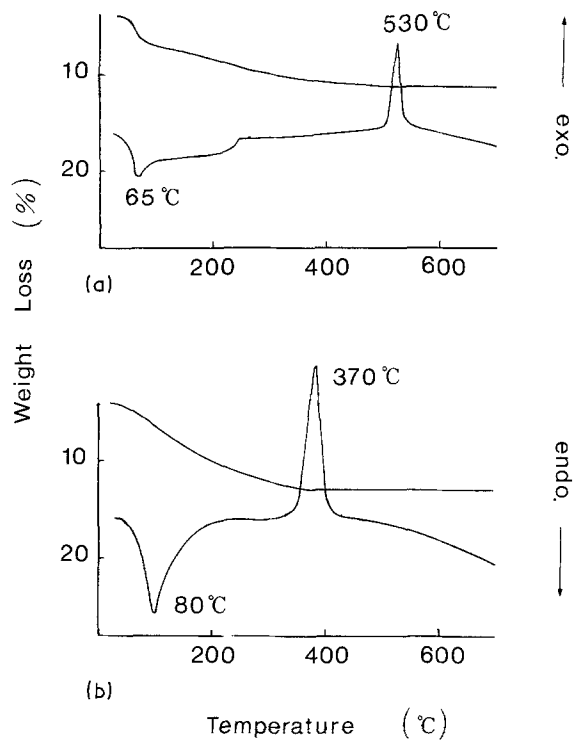 530 ℃
10
20
65 ℃
200 400 600
(a)
exo.
Weight Loss (%)
370 ℃
10
20
80 ℃
200 400 600
(b)
endo.
Temperature (℃)